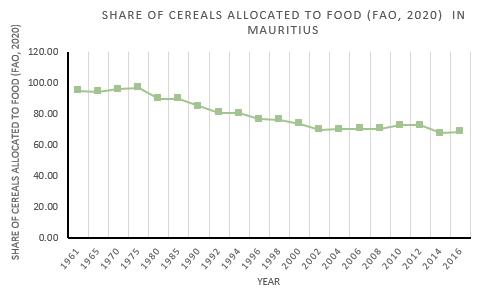 SHARE OF CEREALS ALLOCATED TO FOOD (FAO, 2020)  IN
MAURITIUS
SHARE OF CEREALS ALLOCATED TO FOOD (FAO, 2020)
120.00
100.00
80.00
60.00
40.00
20.00
0.00
1961 1965 1970 1975 1980 1985 1990 1992 1994 1996 1998 2000 2002 2004 2006 2008 2010 2012 2014 2016
YEAR